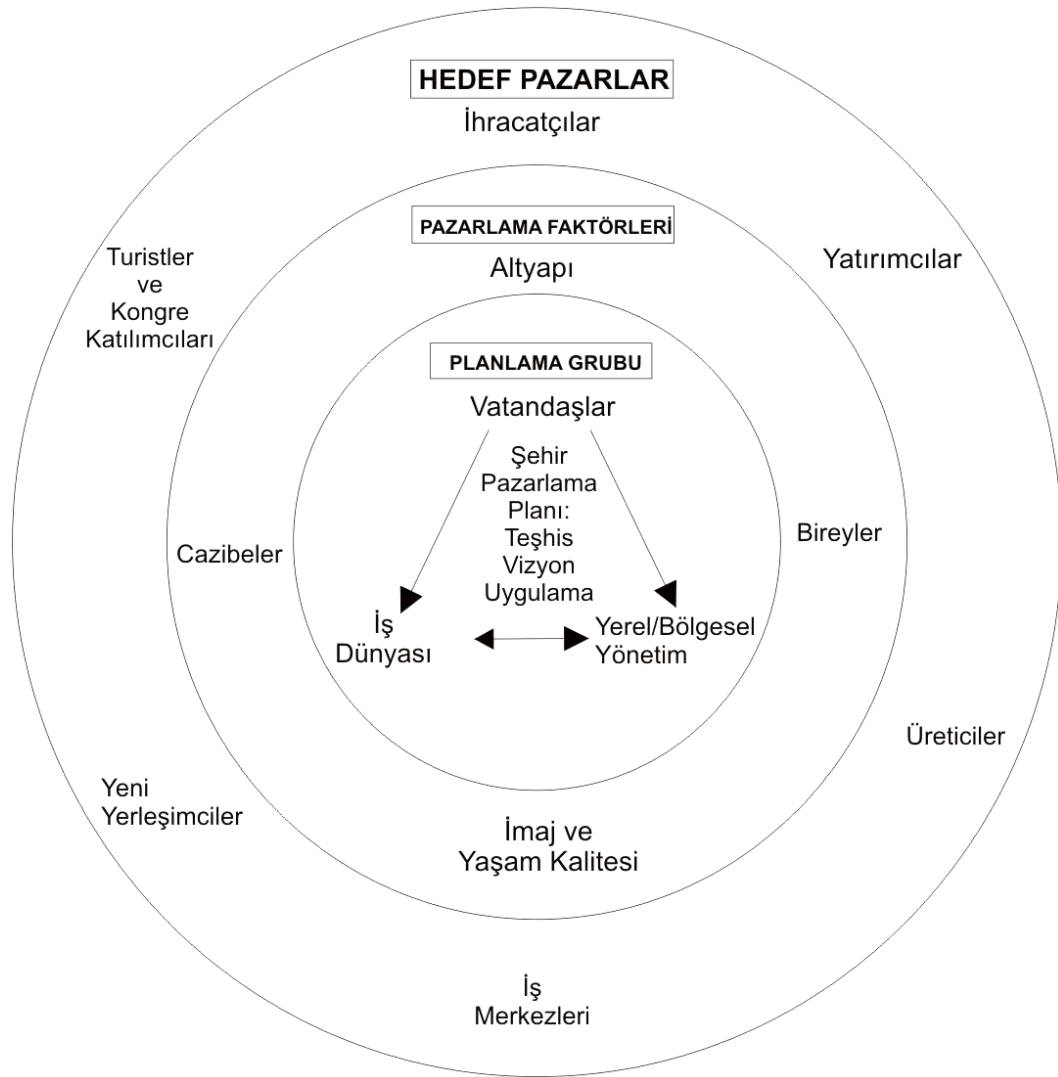 HEDEF PAZARLAR
İhracatçılar
PAZARLAMA FAKTÖRLERİ
Altyapı
Turistler
ve
Kongre
Katılımcıları
Yatırımcılar
PLANLAMA GRUBU
Vatandaşlar
Şehir
Pazarlama
Planı:
Teşhis
Vizyon
Uygulama
Cazibeler
Bireyler
İş
Dünyası
Yerel/Bölgesel
Yönetim
Üreticiler
Yeni
Yerleşimciler
İmaj ve
Yaşam Kalitesi
İş
Merkezleri